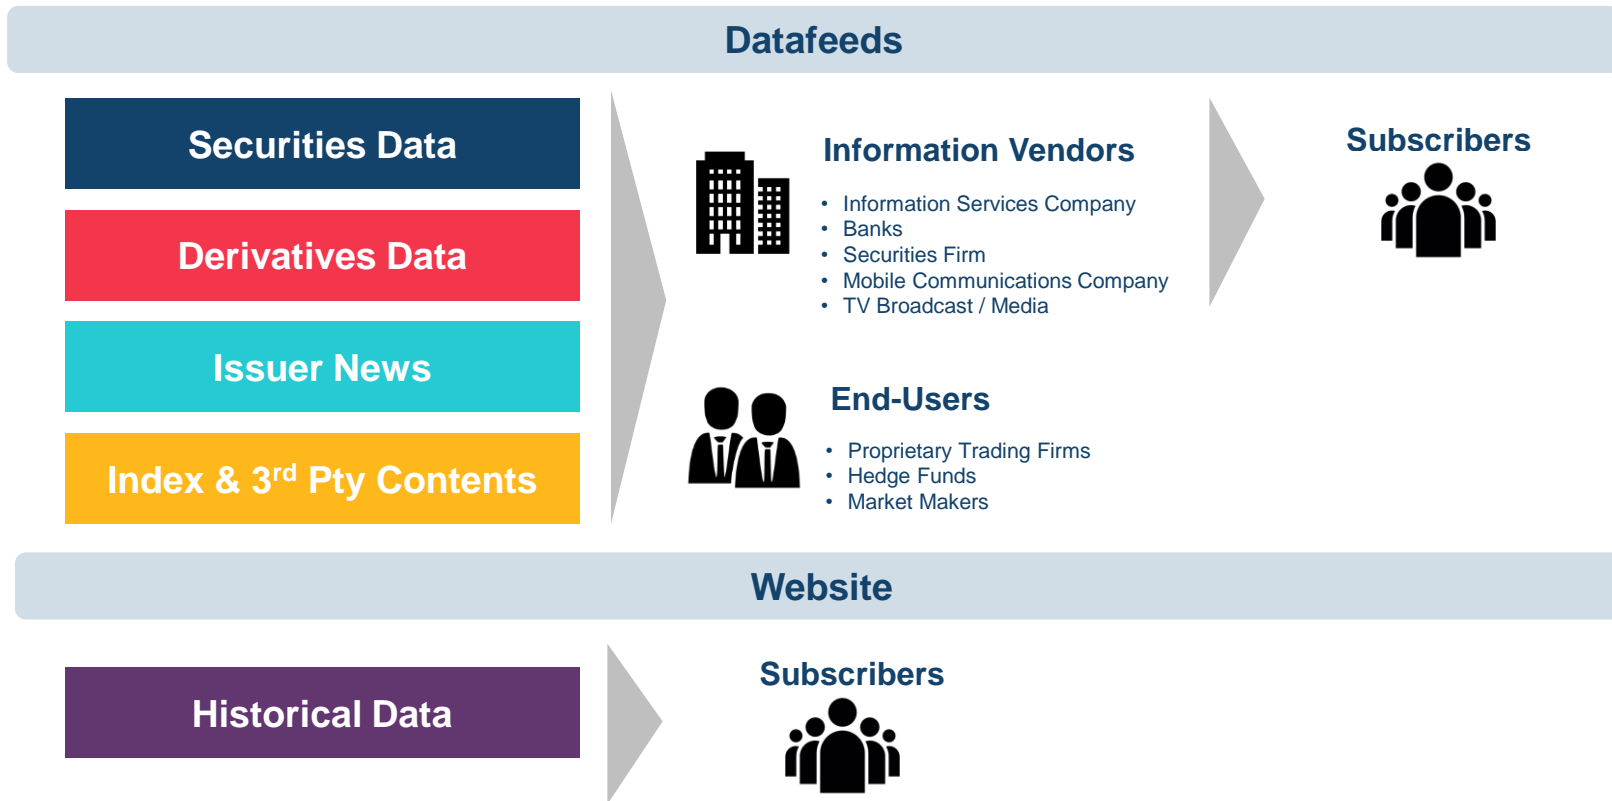 Datafeeds
Securities Data
Derivatives Data
Issuer News
Index & 3rd Pty Contents
Information Vendors
• Information Services Company
• Banks
• Securities Firm
• Mobile Communications Company
• TV Broadcast / Media
End-Users
• Proprietary Trading Firms
• Hedge Funds
• Market Makers
Subscribers
Website
Historical Data
Subscribers